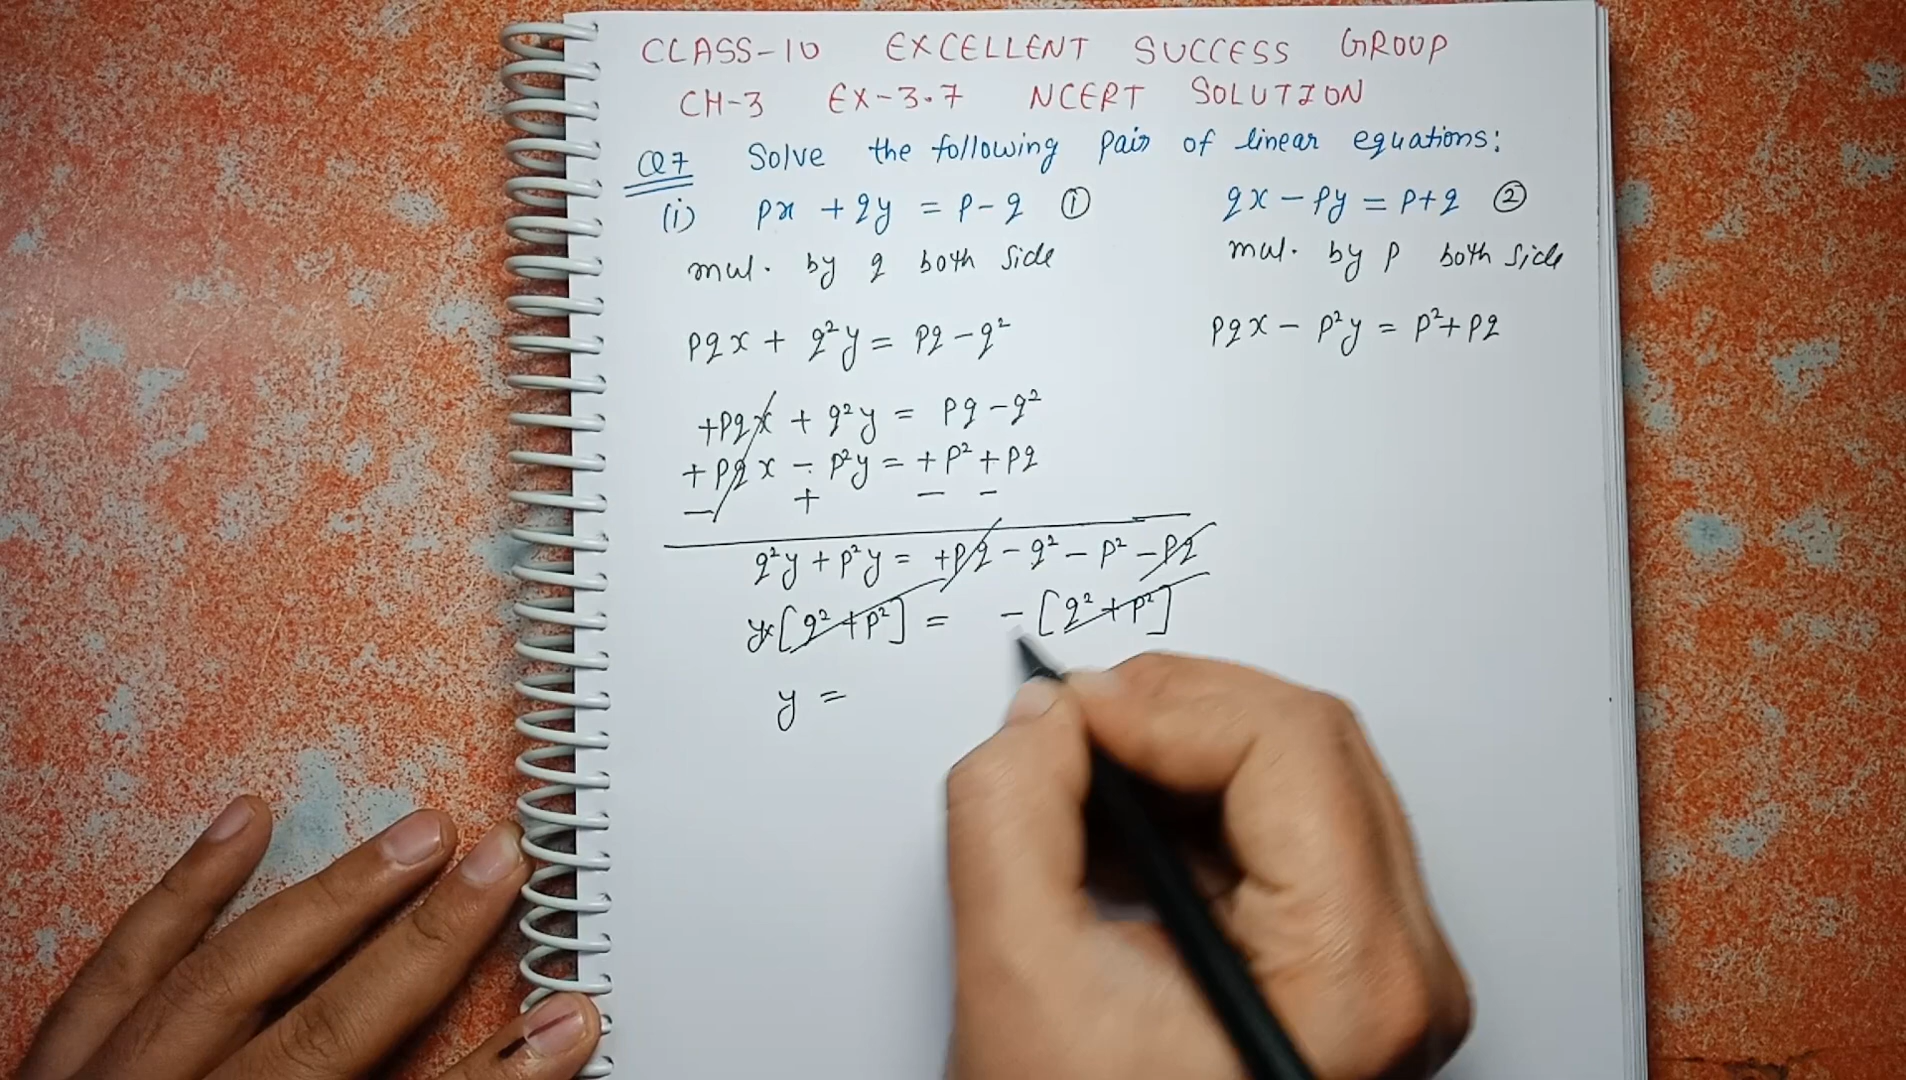 CLASS-10 EXCELLENT SUCCESS GROUP
CH-3 EX-3.7 NCERT SOLUTION
Q7 Solve the following pair of linear equations:
(i) px + qy = p - q ① qx - py = p + q ②
mul. by q both side mul. by p both side
pqx + q²y = pq - q² pqx - p²y = p² + pq
+pqx + q²y = pq - q²
+pqx - p²y = +p² + pq
- + - -
q²y + p²y = +pq - q² - p² - pq
y×[q² + p²] = -[q² + p²]
y =